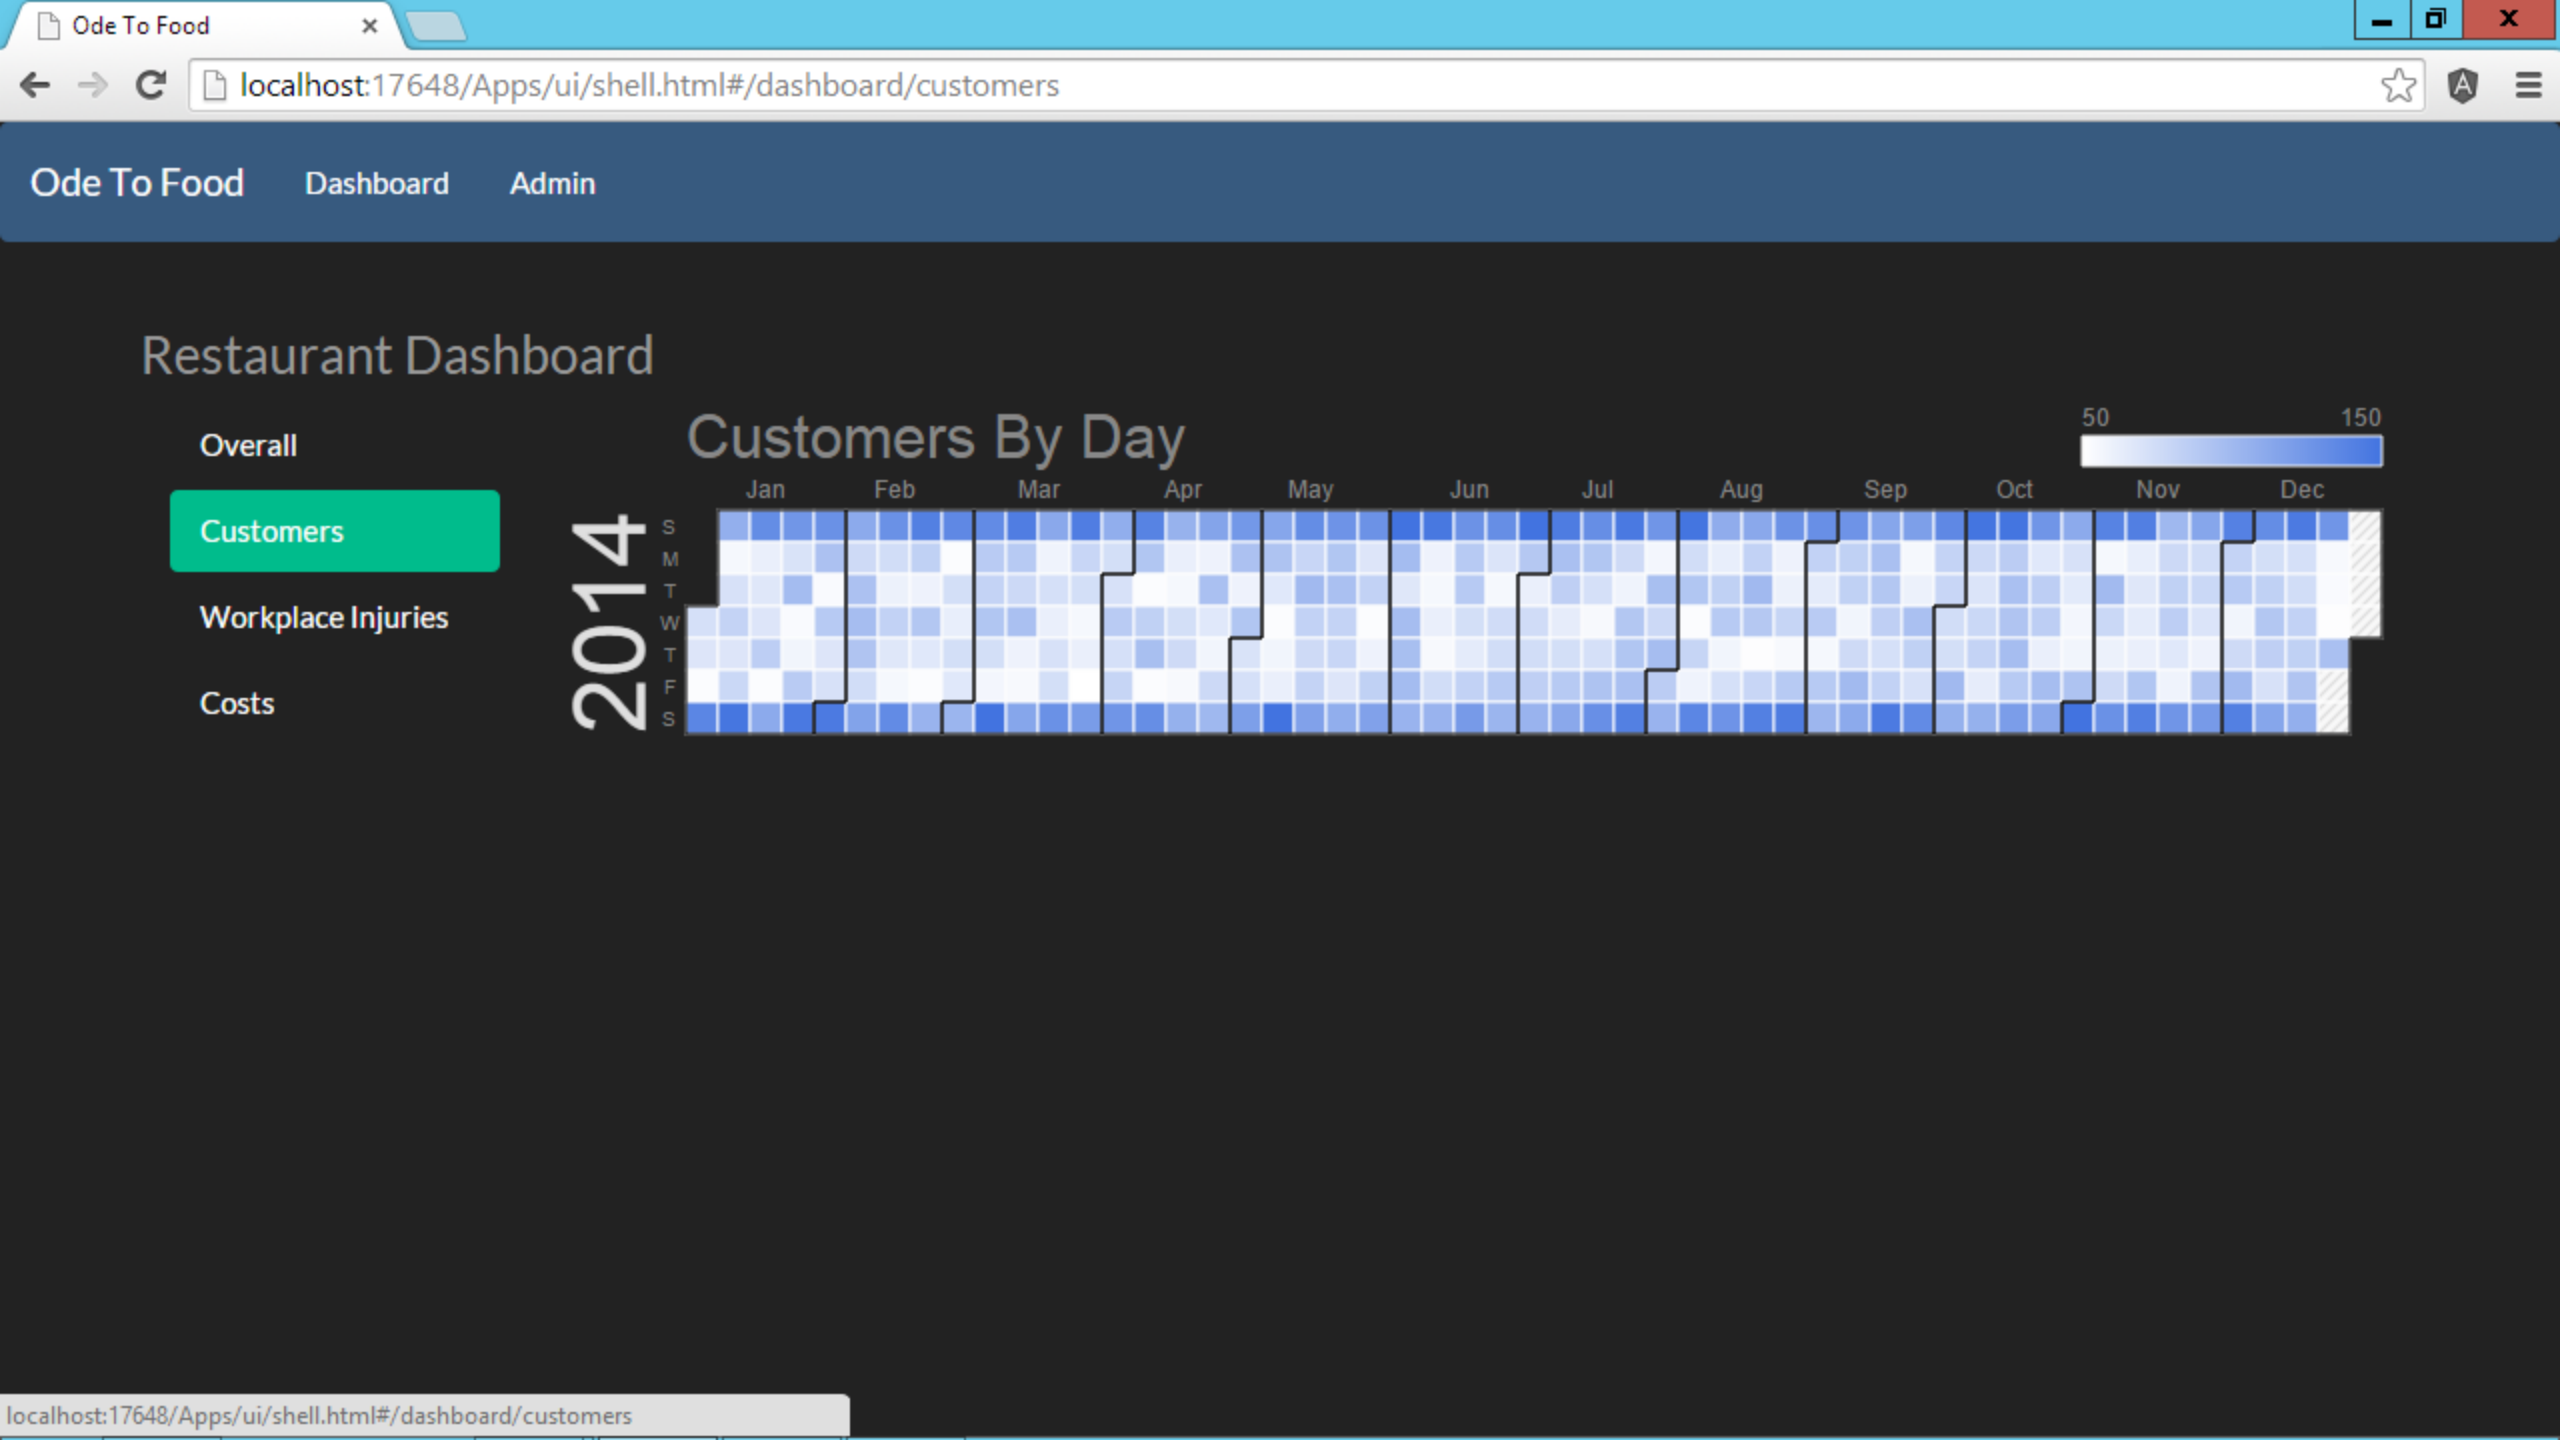 Ode To Food
localhost:17648/Apps/ui/shell.html#/dashboard/customers
Ode To Food Dashboard Admin
Restaurant Dashboard
Overall
Customers
Workplace Injuries
Costs
Customers By Day
50 150
Jan Feb Mar Apr May Jun Jul Aug Sep Oct Nov Dec
2014
S
M
T
W
T
F
S
localhost:17648/Apps/ui/shell.html#/dashboard/customers